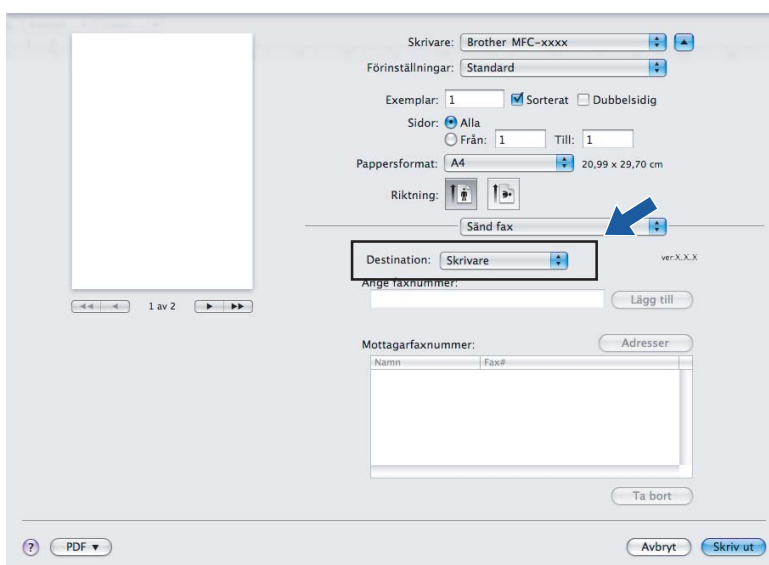 Skrivare: Brother MFC-xxxx
Förinställningar: Standard
Exemplar: 1 Sorterat Dubbelsidig
Sidor: Alla
Från: 1 Till: 1
Pappersformat: A4 20,99 x 29,70 cm
Riktning:
Sänd fax
Destination: Skrivare ver.X.X.X
Ange faxnummer:
Lägg till
1 av 2
Mottagarfaxnummer: Adresser
Namn Fax#
Ta bort
? PDF ▼ Avbryt Skriv ut